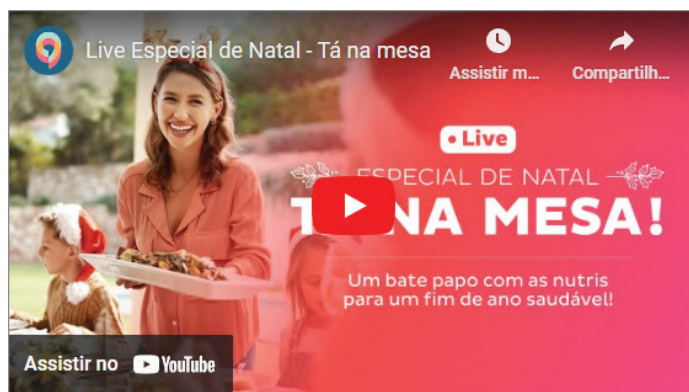 Live Especial de Natal - Tá na mesa
Assistir m...
Compartilh...
• Live
ESPECIAL DE NATAL
TÁ NA MESA!
Um bate papo com as nutris
para um fim de ano saudável!
Assistir no YouTube